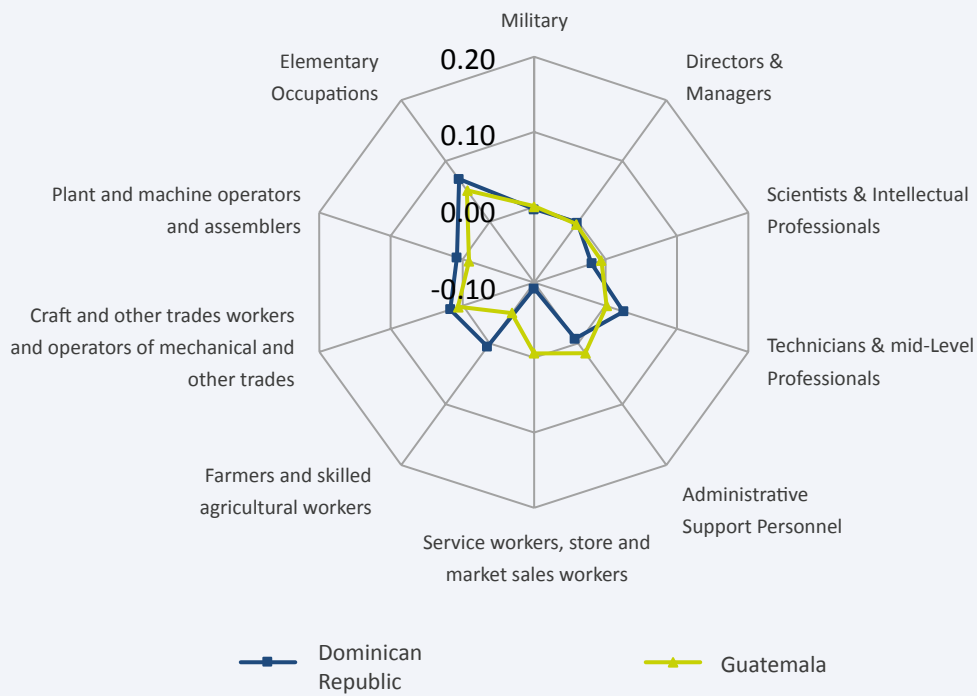 Military
0.20
Elementary
Occupations
Directors &
Managers
0.10
Plant and machine operators
and assemblers
Scientists & Intellectual
Professionals
0.00
-0.10
Craft and other trades workers
and operators of mechanical and
other trades
Technicians & mid-Level
Professionals
Farmers and skilled
agricultural workers
Administrative
Support Personnel
Service workers, store and
market sales workers
Dominican
Republic
Guatemala